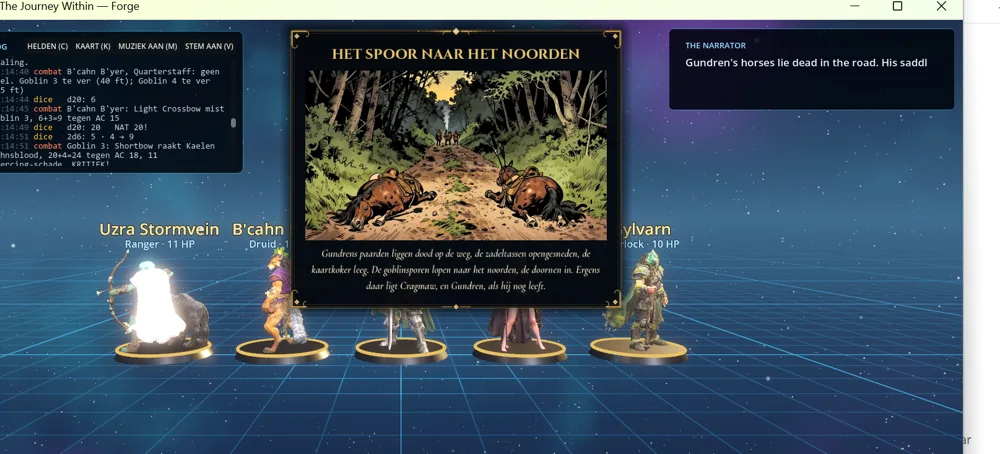 The Journey Within — Forge
OG HELDEN (C) KAART (K) MUZIEK AAN (M) STEM AAN (V)
aling.
:14:40 combat B'cahn B'yer, Quarterstaff: geen
el. Goblin 3 te ver (40 ft); Goblin 4 te ver
5 ft)
:14:44 dice d20: 6
:14:45 combat B'cahn B'yer: Light Crossbow mist
blin 3, 6+3=9 tegen AC 15
:14:49 dice d20: 20 NAT 20!
:14:51 dice 2d6: 5 · 4 → 9
:14:51 combat Goblin 3: Shortbow raakt Kaelen
hnsblood, 20+4=24 tegen AC 18, 11
ercing-schade. KRITIEK!
HET SPOOR NAAR HET NOORDEN
Gundrens paarden liggen dood op de weg, de zadeltassen opengesneden, de
kaartkoker leeg. De goblinsporen lopen naar het noorden, de doornen in. Ergens
daar ligt Cragmaw, en Gundren, als hij nog leeft.
THE NARRATOR
Gundren's horses lie dead in the road. His saddl
Uzra Stormvein
Ranger · 11 HP
B'cahn
Druid · 1
ylvarn
rlock · 10 HP
ar